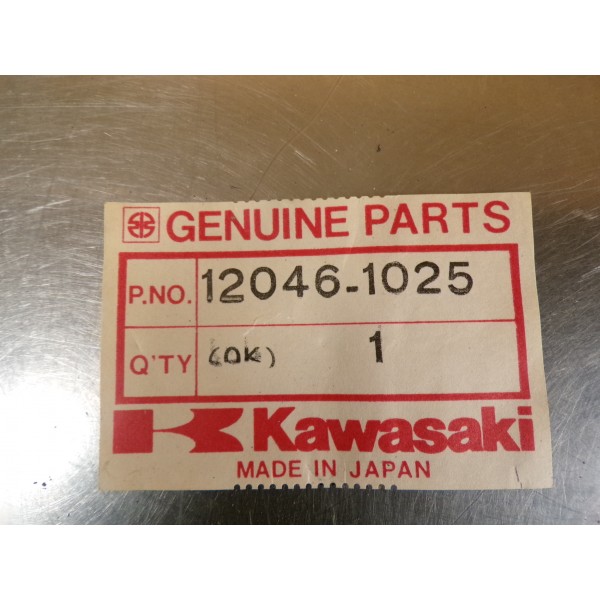 GENUINE PARTS
P.NO. 12046-1025
Q'TY (OK) 1
Kawasaki
MADE IN JAPAN